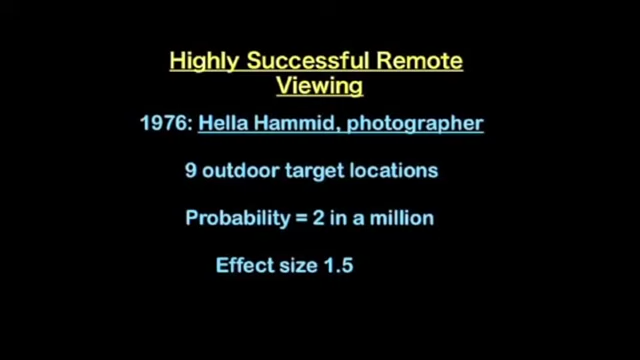 Highly Successful Remote
Viewing
1976: Hella Hammid, photographer
9 outdoor target locations
Probability = 2 in a million
Effect size 1.5